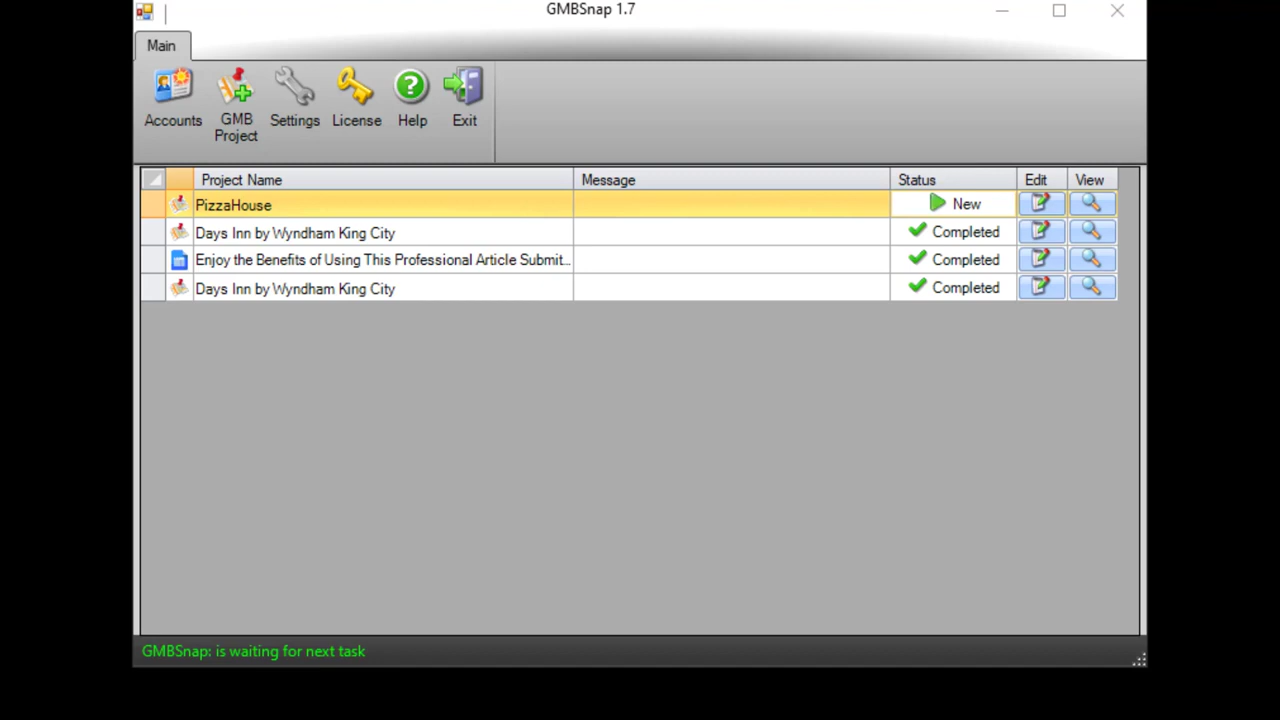 GMBSnap 1.7
Main
Accounts
GMB
Project
Settings
License
Help
Exit
Project Name Message Status Edit View
PizzaHouse New
Days Inn by Wyndham King City Completed
Enjoy the Benefits of Using This Professional Article Submit... Completed
Days Inn by Wyndham King City Completed
GMBSnap: is waiting for next task